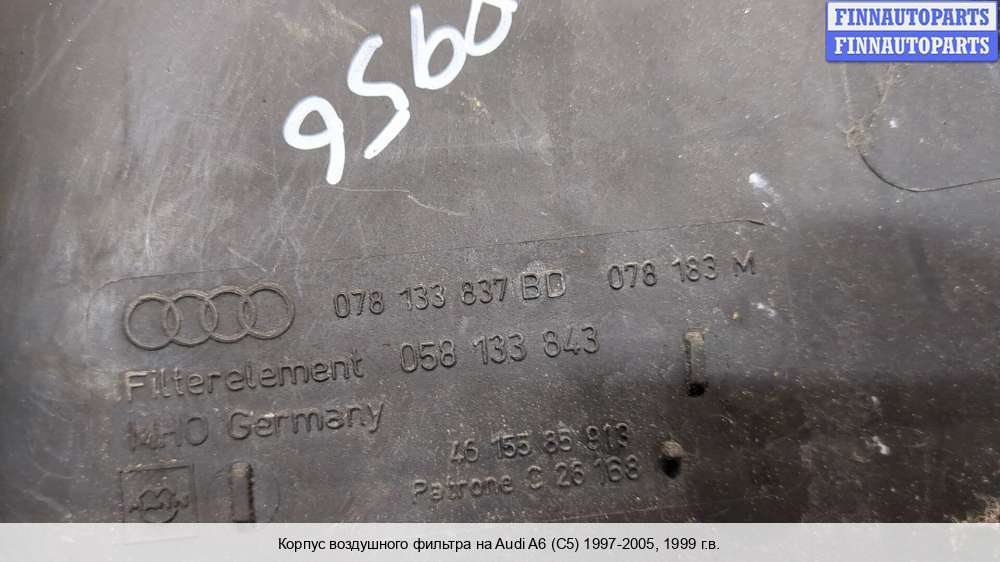 FINNAUTOPARTS
FINNAUTOPARTS
078 133 837 BD 078 183 M
Filterelement 058 133 843
MHO Germany
46 155 85 913
Patrone C 26 168
Корпус воздушного фильтра на Audi A6 (C5) 1997-2005, 1999 г.в.